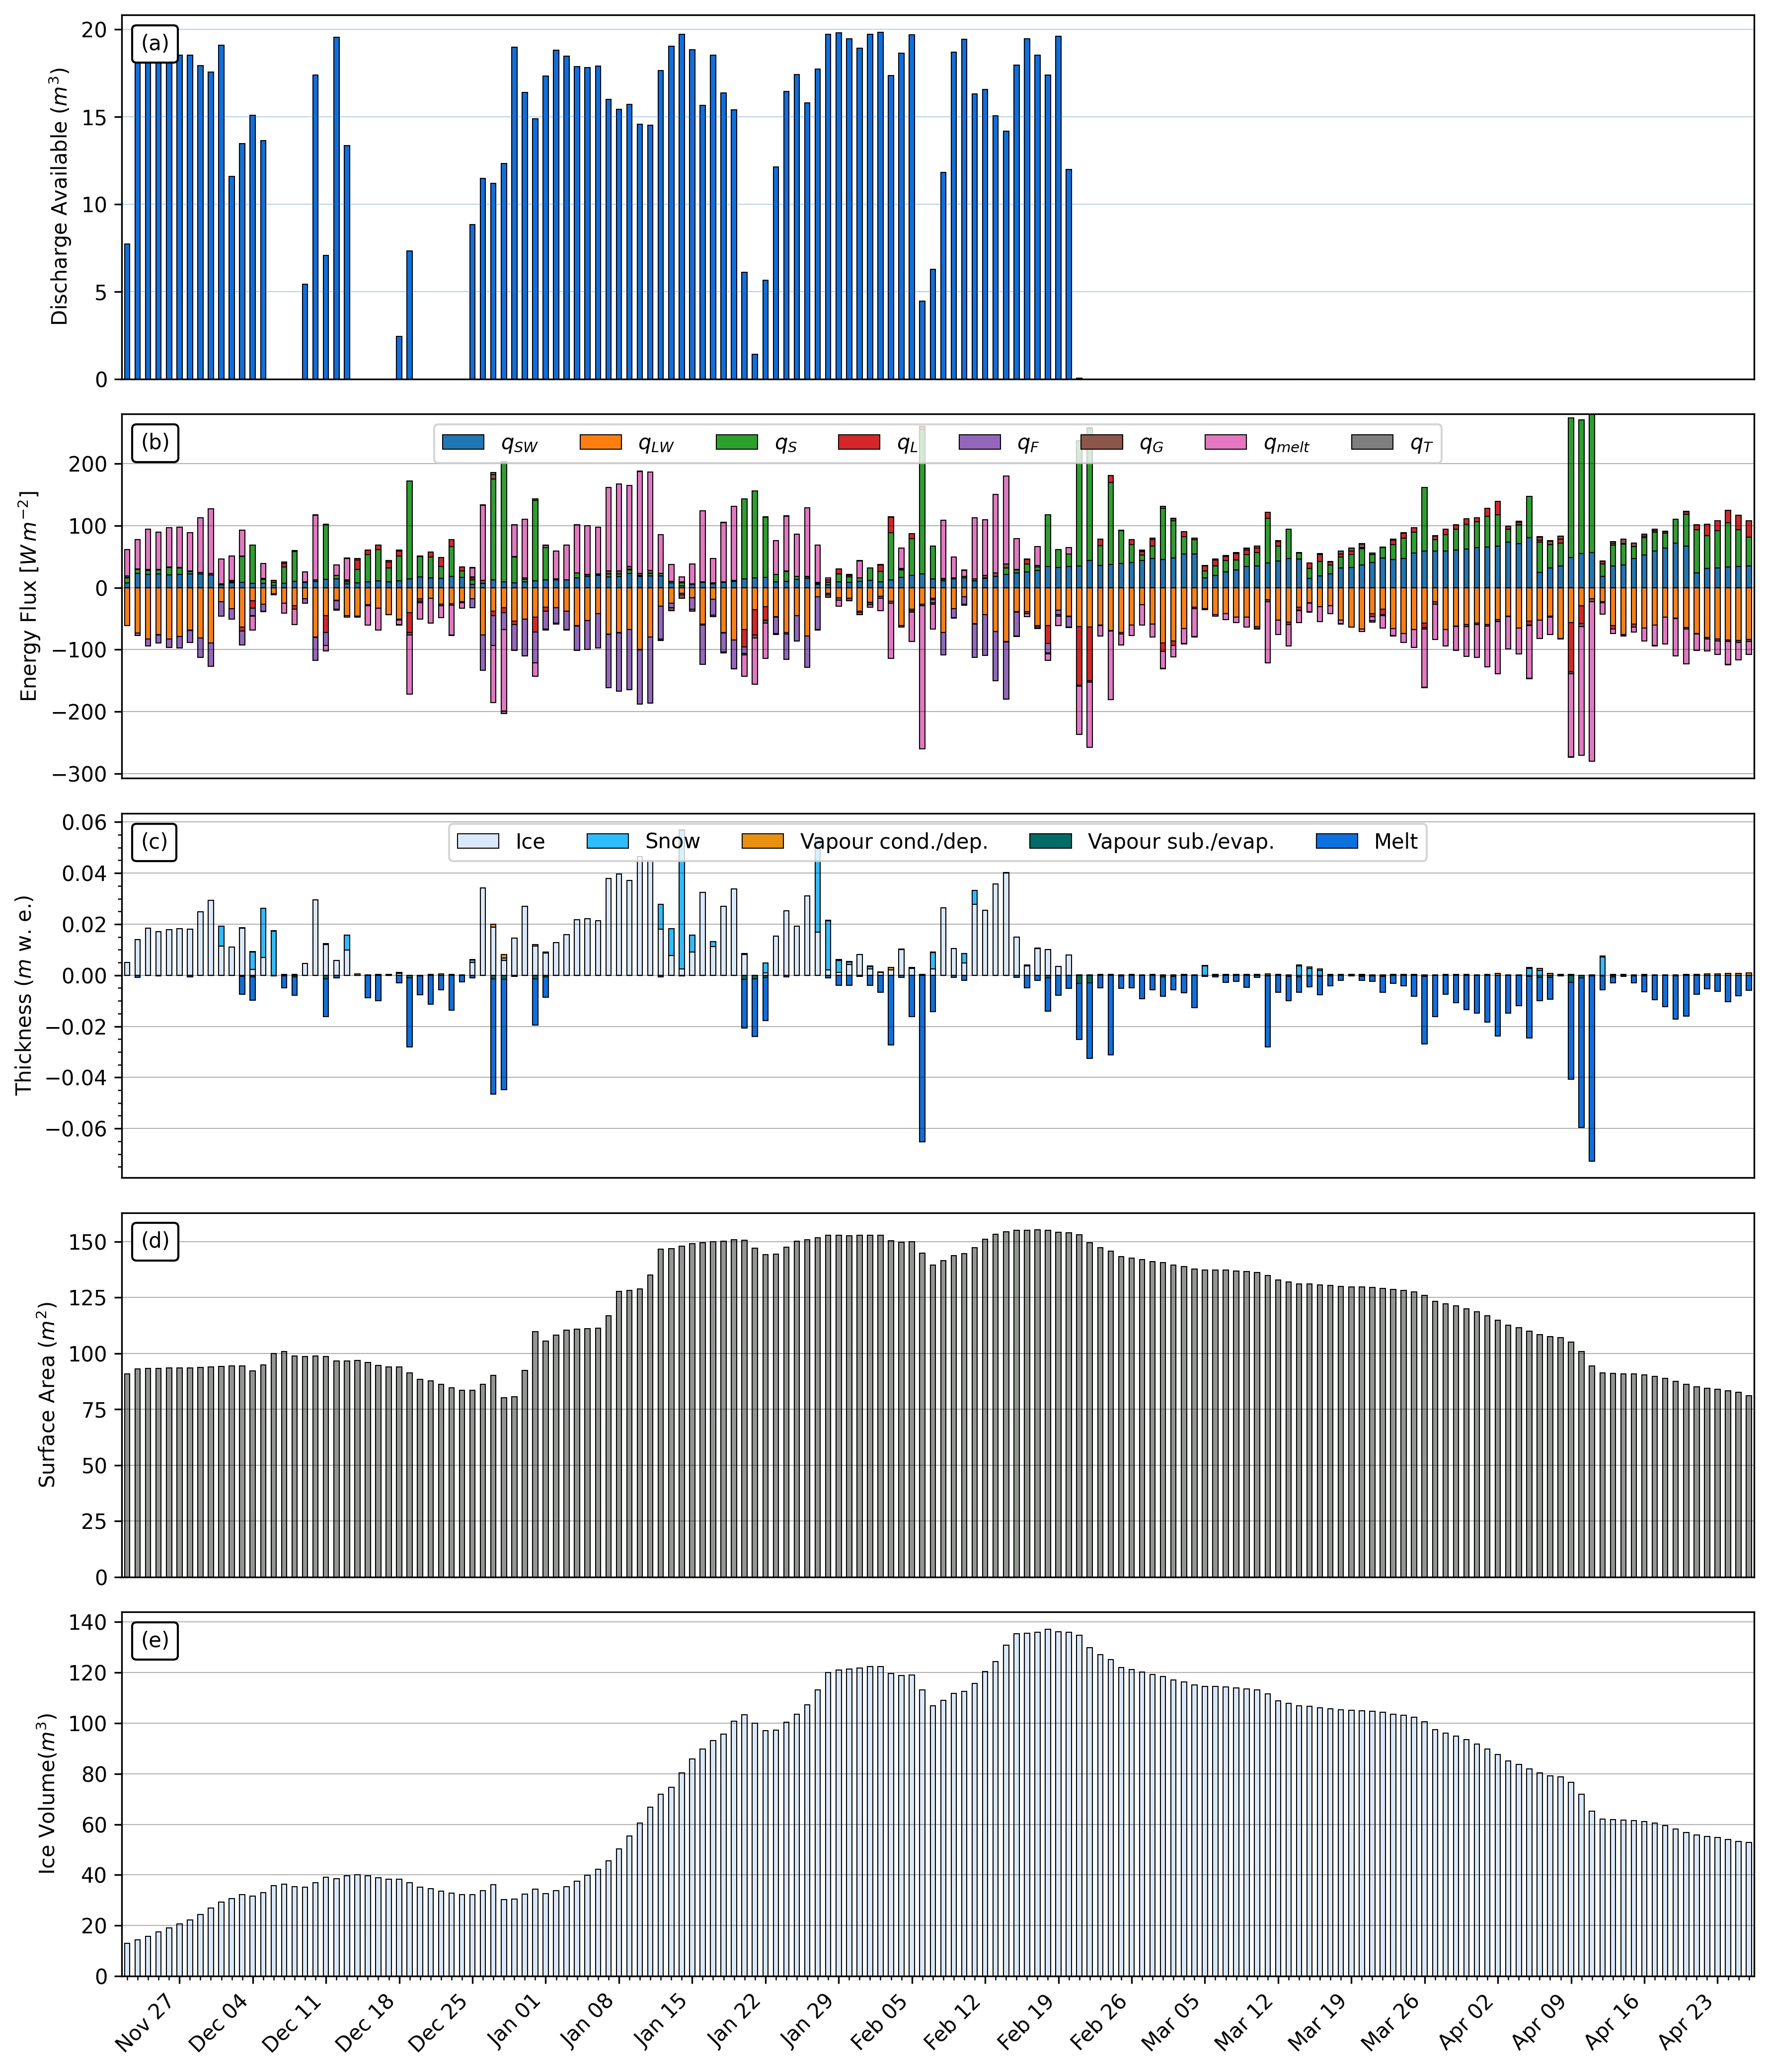 (a)
Discharge Available (m³)
20
15
10
5
0
(b)
q_SW q_LW q_S q_L q_F q_G q_melt q_T
Energy Flux [W m⁻²]
200
100
0
−100
−200
−300
(c)
Ice Snow Vapour cond./dep. Vapour sub./evap. Melt
Thickness (m w. e.)
0.06
0.04
0.02
0.00
−0.02
−0.04
−0.06
(d)
Surface Area (m²)
150
125
100
75
50
25
0
(e)
Ice Volume(m³)
140
120
100
80
60
40
20
0
Nov 27 Dec 04 Dec 11 Dec 18 Dec 25 Jan 01 Jan 08 Jan 15 Jan 22 Jan 29 Feb 05 Feb 12 Feb 19 Feb 26 Mar 05 Mar 12 Mar 19 Mar 26 Apr 02 Apr 09 Apr 16 Apr 23